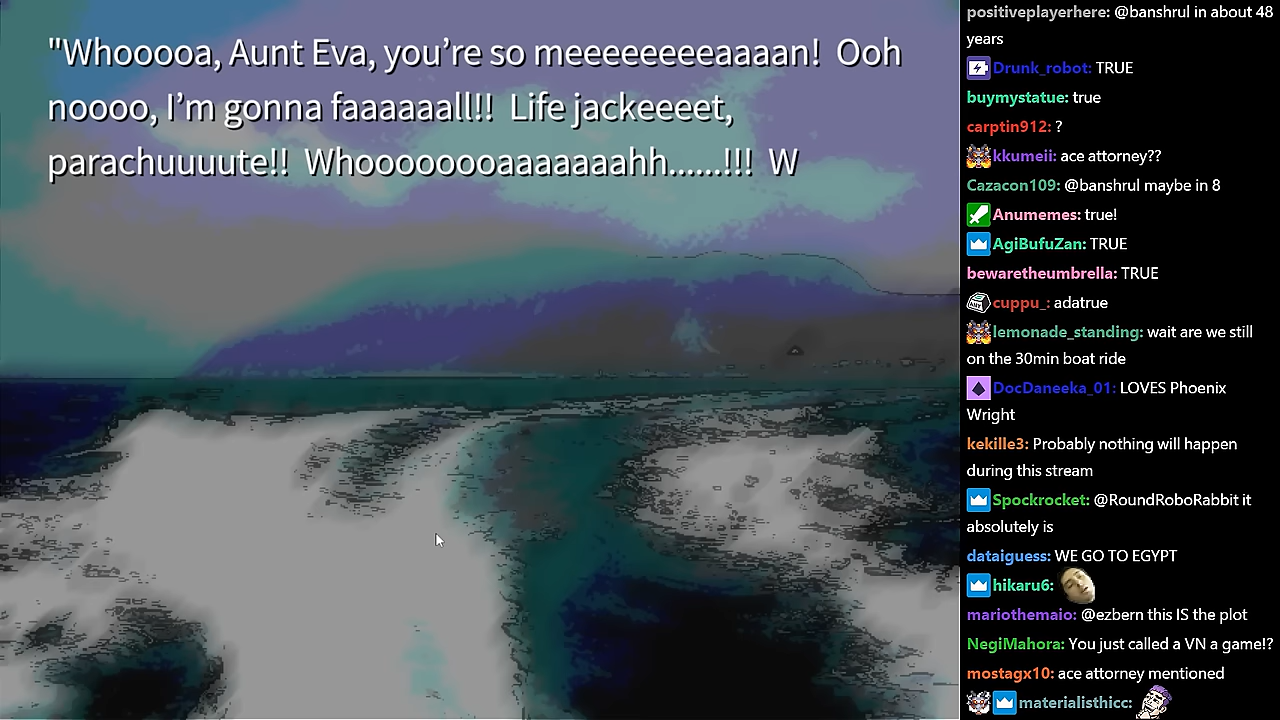 "Whooooa, Aunt Eva, you’re so meeeeeeeeaaaan!  Ooh
noooo, I’m gonna faaaaaall!!  Life jackeeeet,
parachuuuute!!  Whoooooooaaaaaaahh......!!!  W
positiveplayerhere: @banshrul in about 48
years
Drunk_robot: TRUE
buymystatue: true
carptin912: ?
kkumeii: ace attorney??
Cazacon109: @banshrul maybe in 8
Anumemes: true!
AgiBufuZan: TRUE
bewaretheumbrella: TRUE
cuppu_: adatrue
lemonade_standing: wait are we still
on the 30min boat ride
DocDaneeka_01: LOVES Phoenix
Wright
kekille3: Probably nothing will happen
during this stream
Spockrocket: @RoundRoboRabbit it
absolutely is
dataiguess: WE GO TO EGYPT
hikaru6:
mariothemaio: @ezbern this IS the plot
NegiMahora: You just called a VN a game!?
mostagx10: ace attorney mentioned
materialisthicc: